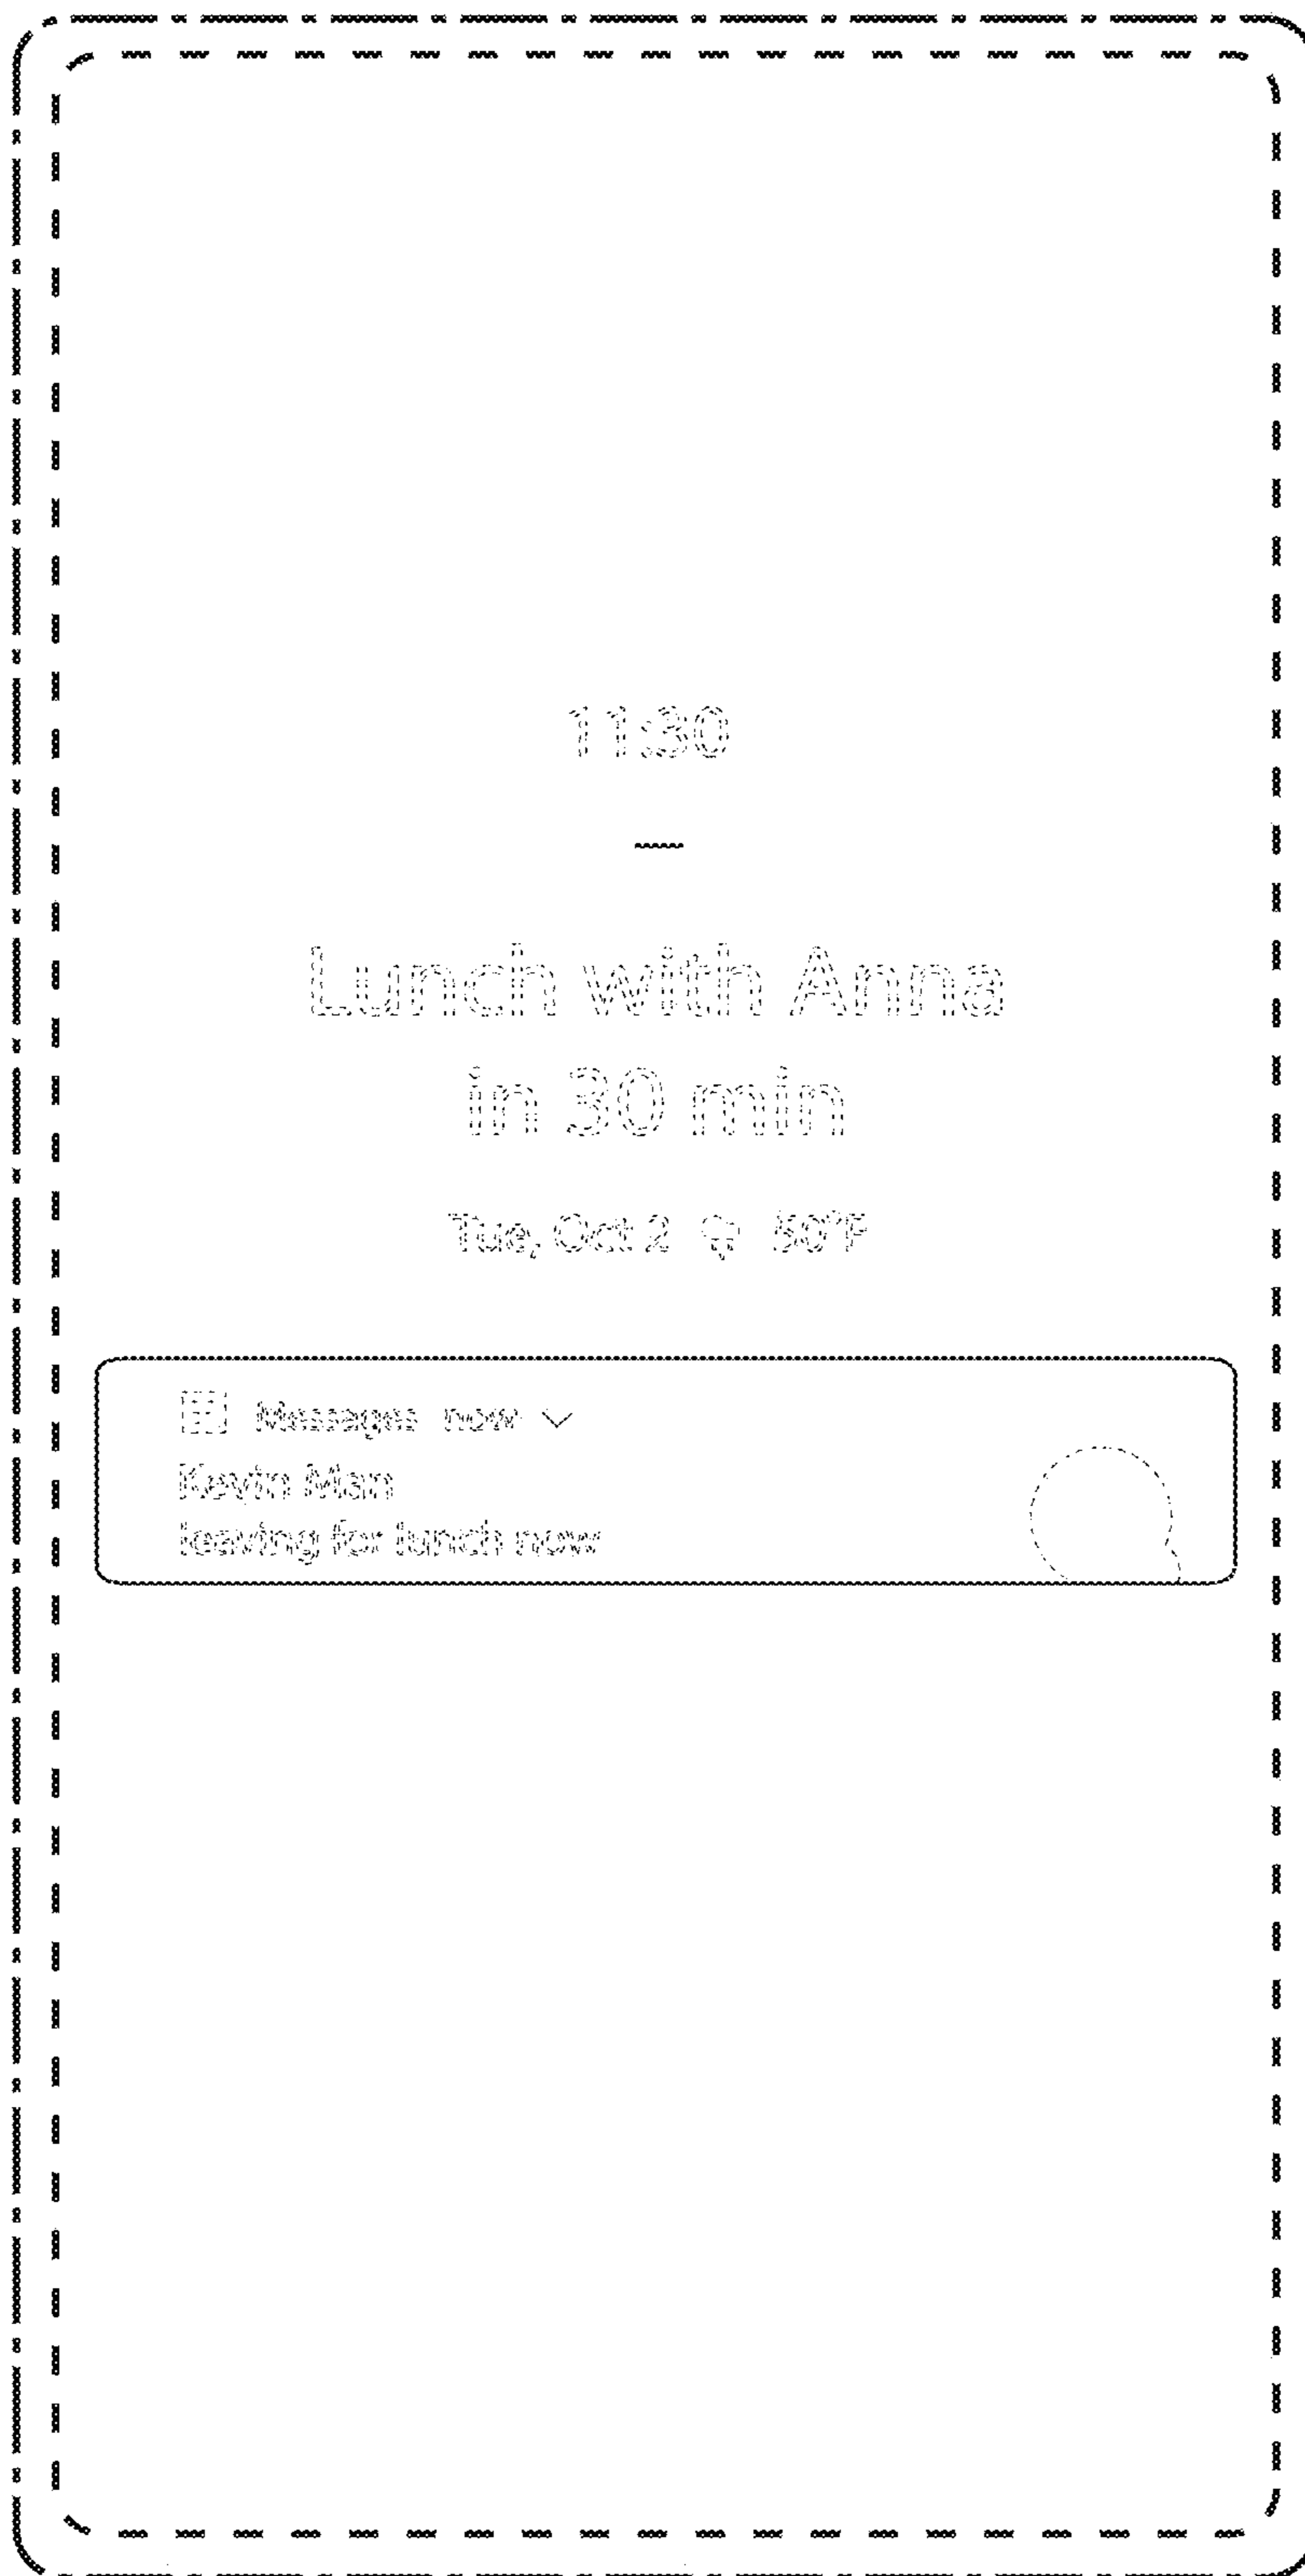 11:30
Lunch with Anna
in 30 min
Tue, Oct 2 50°F
Messages now
Kevin Man
leaving for lunch now